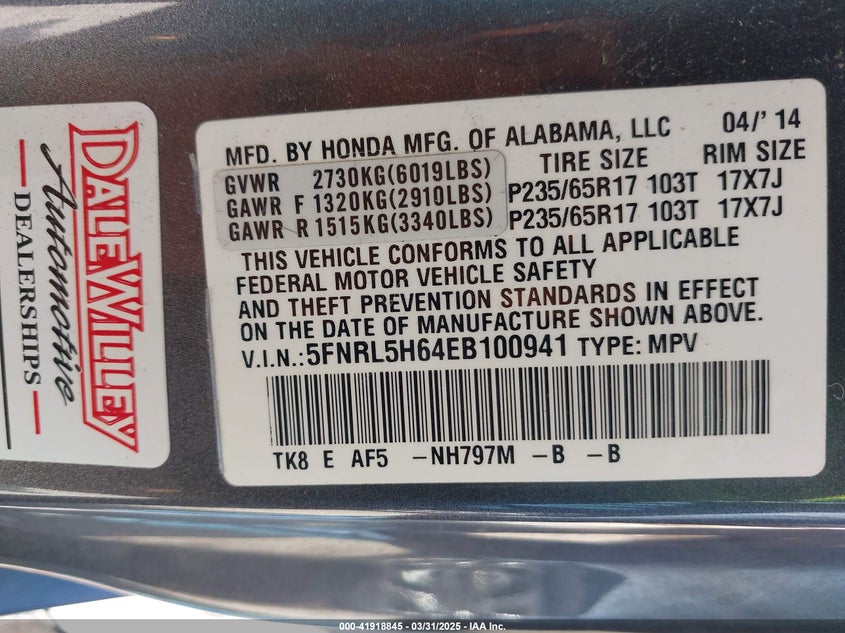 DALE WILLEY
Automotive
DEALERSHIPS
MFD. BY HONDA MFG. OF ALABAMA, LLC 04/'14
GVWR 2730KG(6019LBS) TIRE SIZE RIM SIZE
GAWR F 1320KG(2910LBS) P235/65R17 103T 17X7J
GAWR R 1515KG(3340LBS) P235/65R17 103T 17X7J
THIS VEHICLE CONFORMS TO ALL APPLICABLE
FEDERAL MOTOR VEHICLE SAFETY
AND THEFT PREVENTION STANDARDS IN EFFECT
ON THE DATE OF MANUFACTURE SHOWN ABOVE.
V.I.N.:5FNRL5H64EB100941 TYPE: MPV
TK8 E AF5 -NH797M -B -B
000-41918845 - 03/31/2025 - IAA Inc.